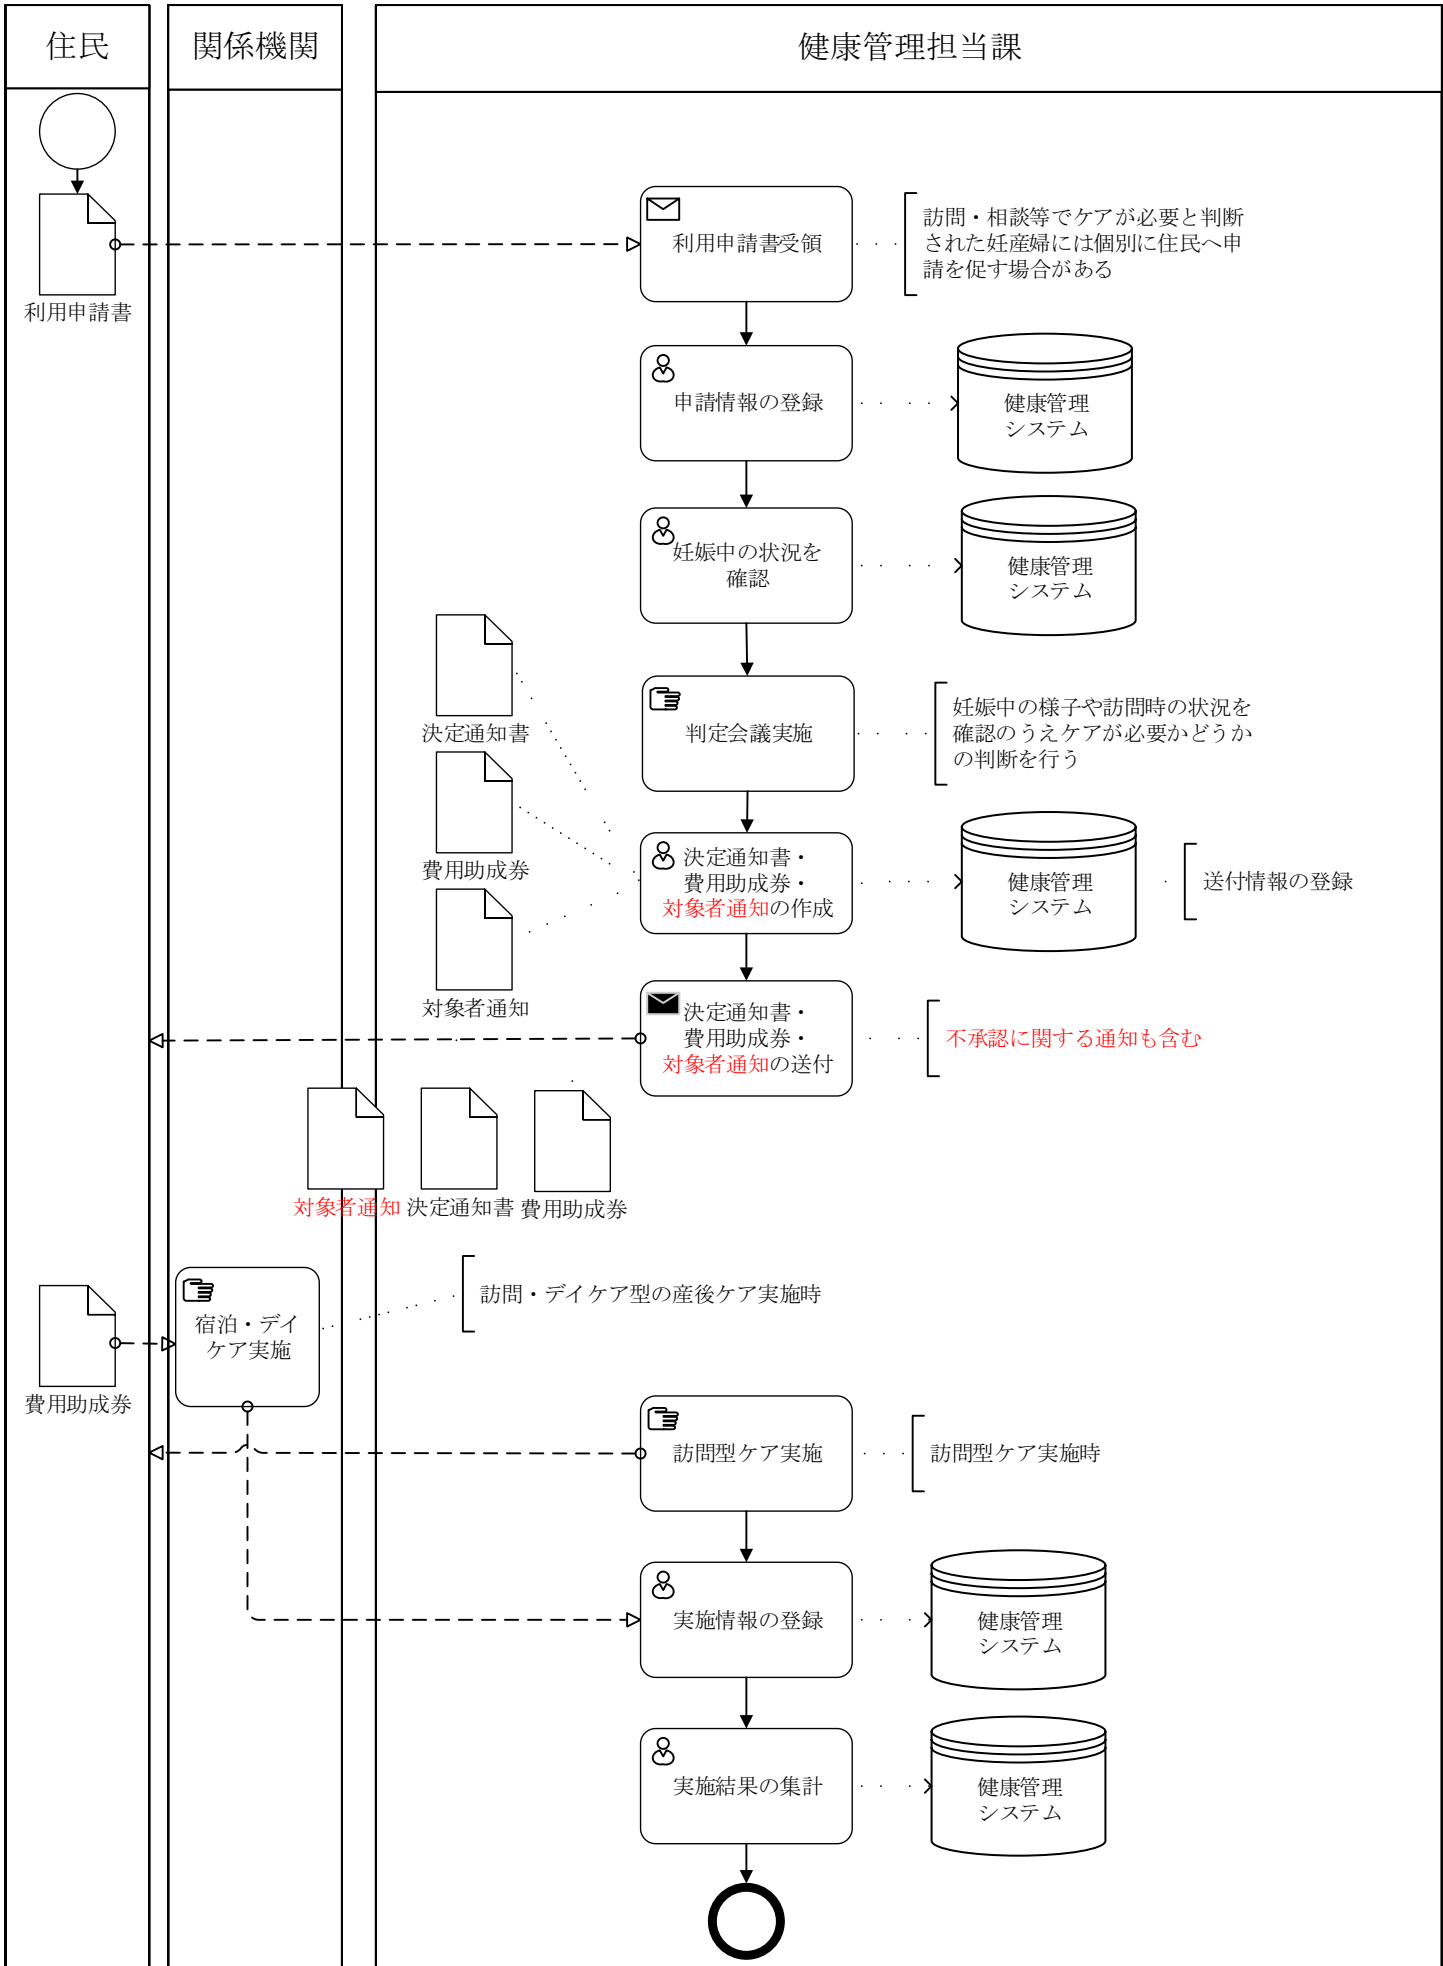 住民
関係機関
健康管理担当課
利用申請書
利用申請書受領
訪問・相談等でケアが必要と判断
された妊産婦には個別に住民へ申
請を促す場合がある
申請情報の登録
健康管理
システム
妊娠中の状況を
確認
健康管理
システム
決定通知書
判定会議実施
妊娠中の様子や訪問時の状況を
確認のうえケアが必要かどうか
の判断を行う
費用助成券
決定通知書・
費用助成券・
対象者通知の作成
健康管理
システム
送付情報の登録
対象者通知
決定通知書・
費用助成券・
対象者通知の送付
不承認に関する通知も含む
対象者通知
決定通知書
費用助成券
費用助成券
宿泊・デイ
ケア実施
訪問・デイケア型の産後ケア実施時
訪問型ケア実施
訪問型ケア実施時
実施情報の登録
健康管理
システム
実施結果の集計
健康管理
システム